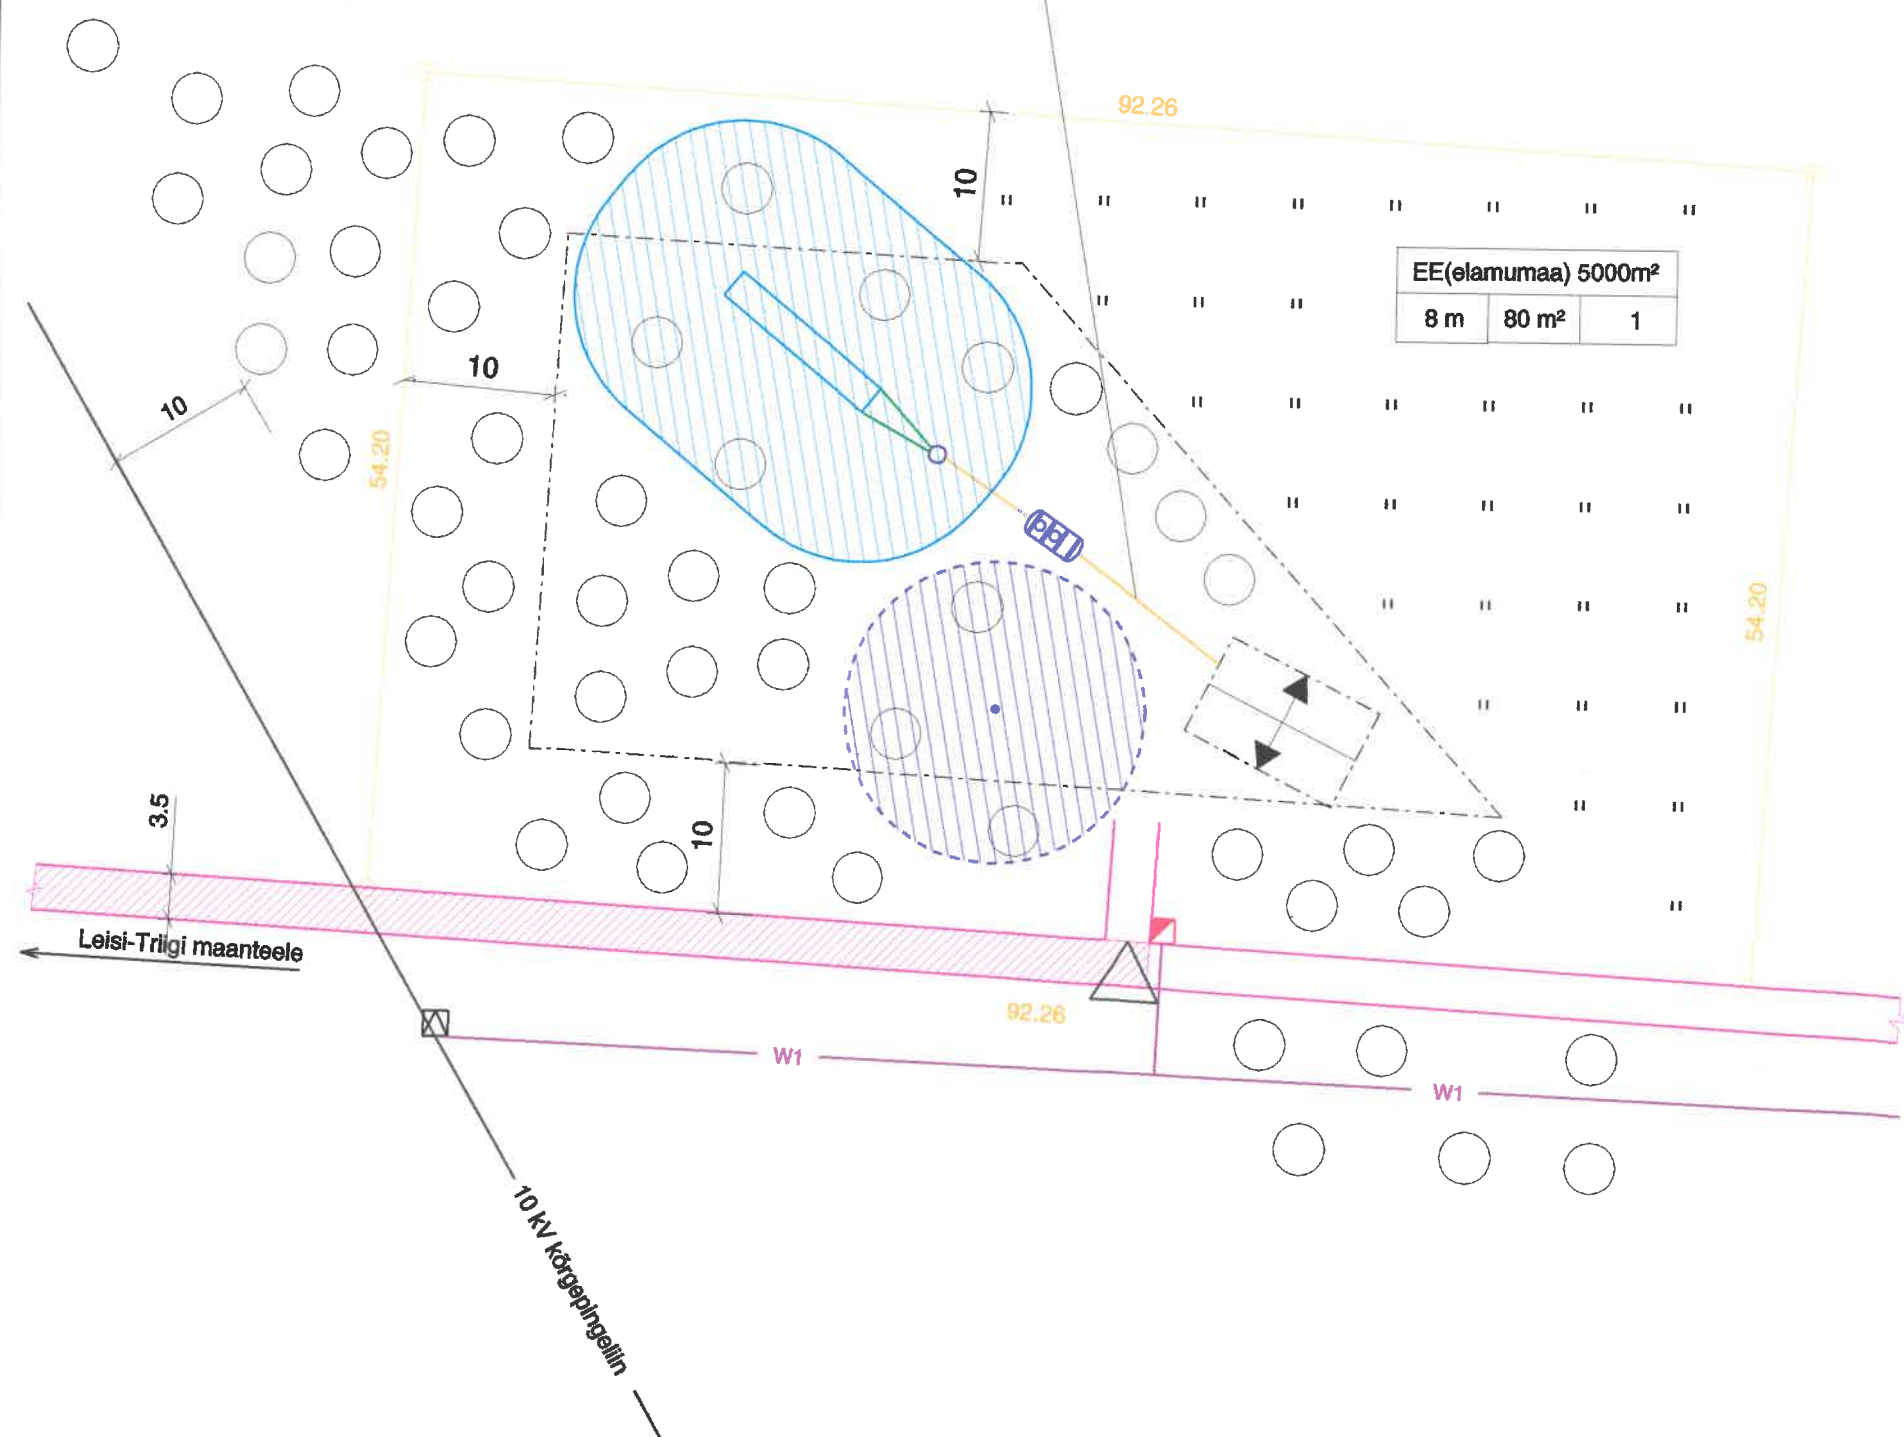 92.26
10
EE(elamumaa) 5000m²
8 m 80 m² 1
10
10
54.20
54.20
3.5
10
Leisi-Triigi maanteele
92.26
W1
W1
10 kV kõrgepingeliin